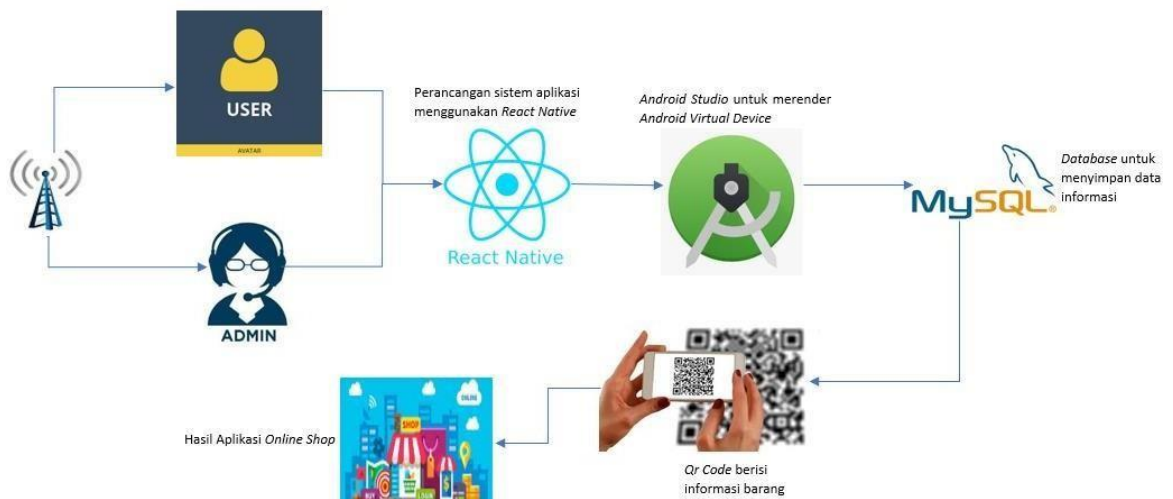 USER
AVATAR
ADMIN
Perancangan sistem aplikasi
menggunakan React Native
React Native
Android Studio untuk merender
Android Virtual Device
MySQL®
Database untuk
menyimpan data
informasi
Qr Code berisi
informasi barang
Hasil Aplikasi Online Shop
ONLINE
SHOP
BUY